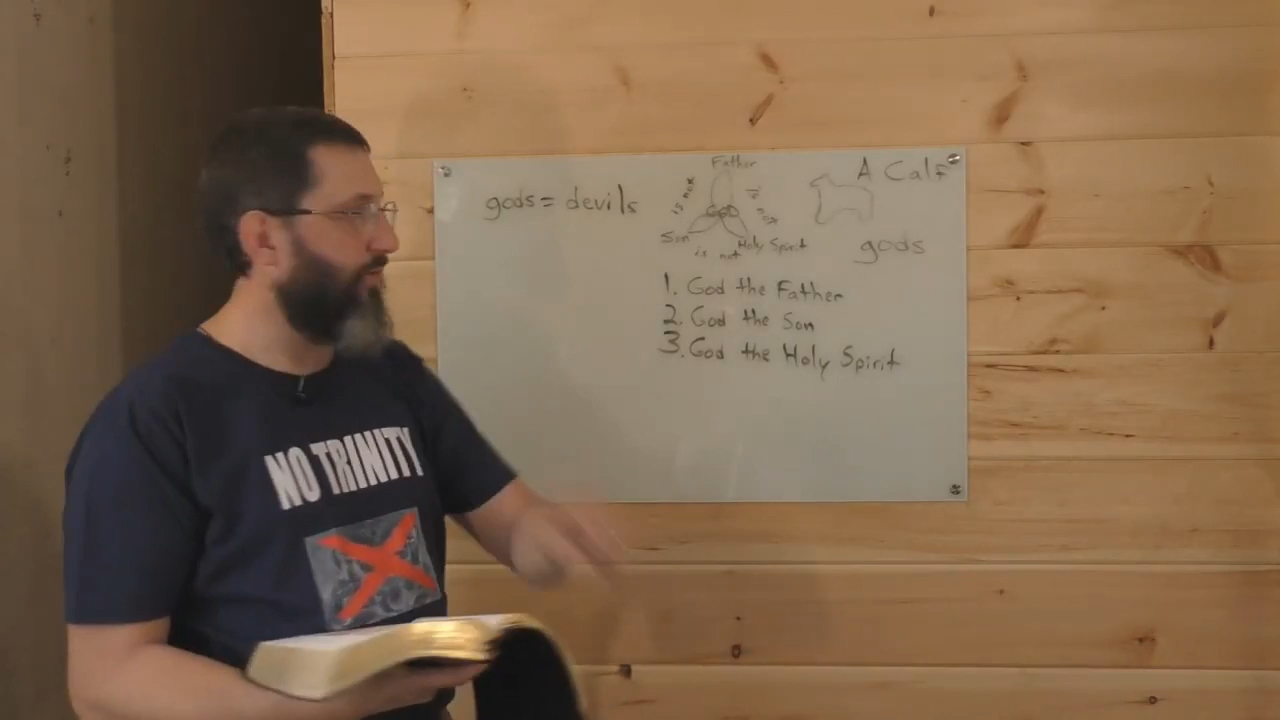 gods = devils
Father
is not
is not
GOD
Son
is not
Holy Spirit
A Calf
gods
1. God the Father
2. God the Son
3. God the Holy Spirit
NO TRINITY